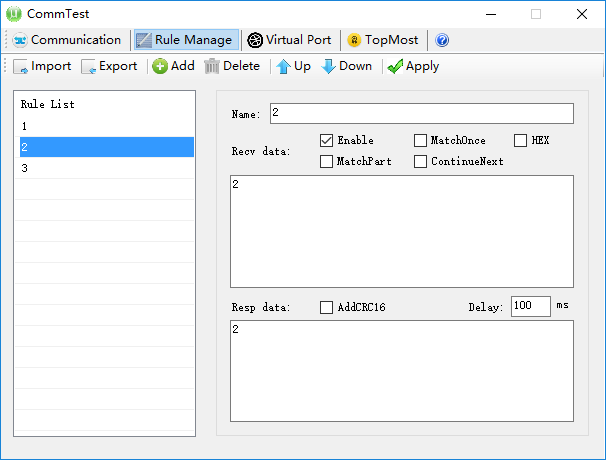 CommTest
Communication Rule Manage Virtual Port TopMost
Import Export Add Delete Up Down Apply
Rule List
1
2
3
Name: 2
Recv data: Enable MatchOnce HEX
MatchPart ContinueNext
2
Resp data: AddCRC16 Delay: 100 ms
2